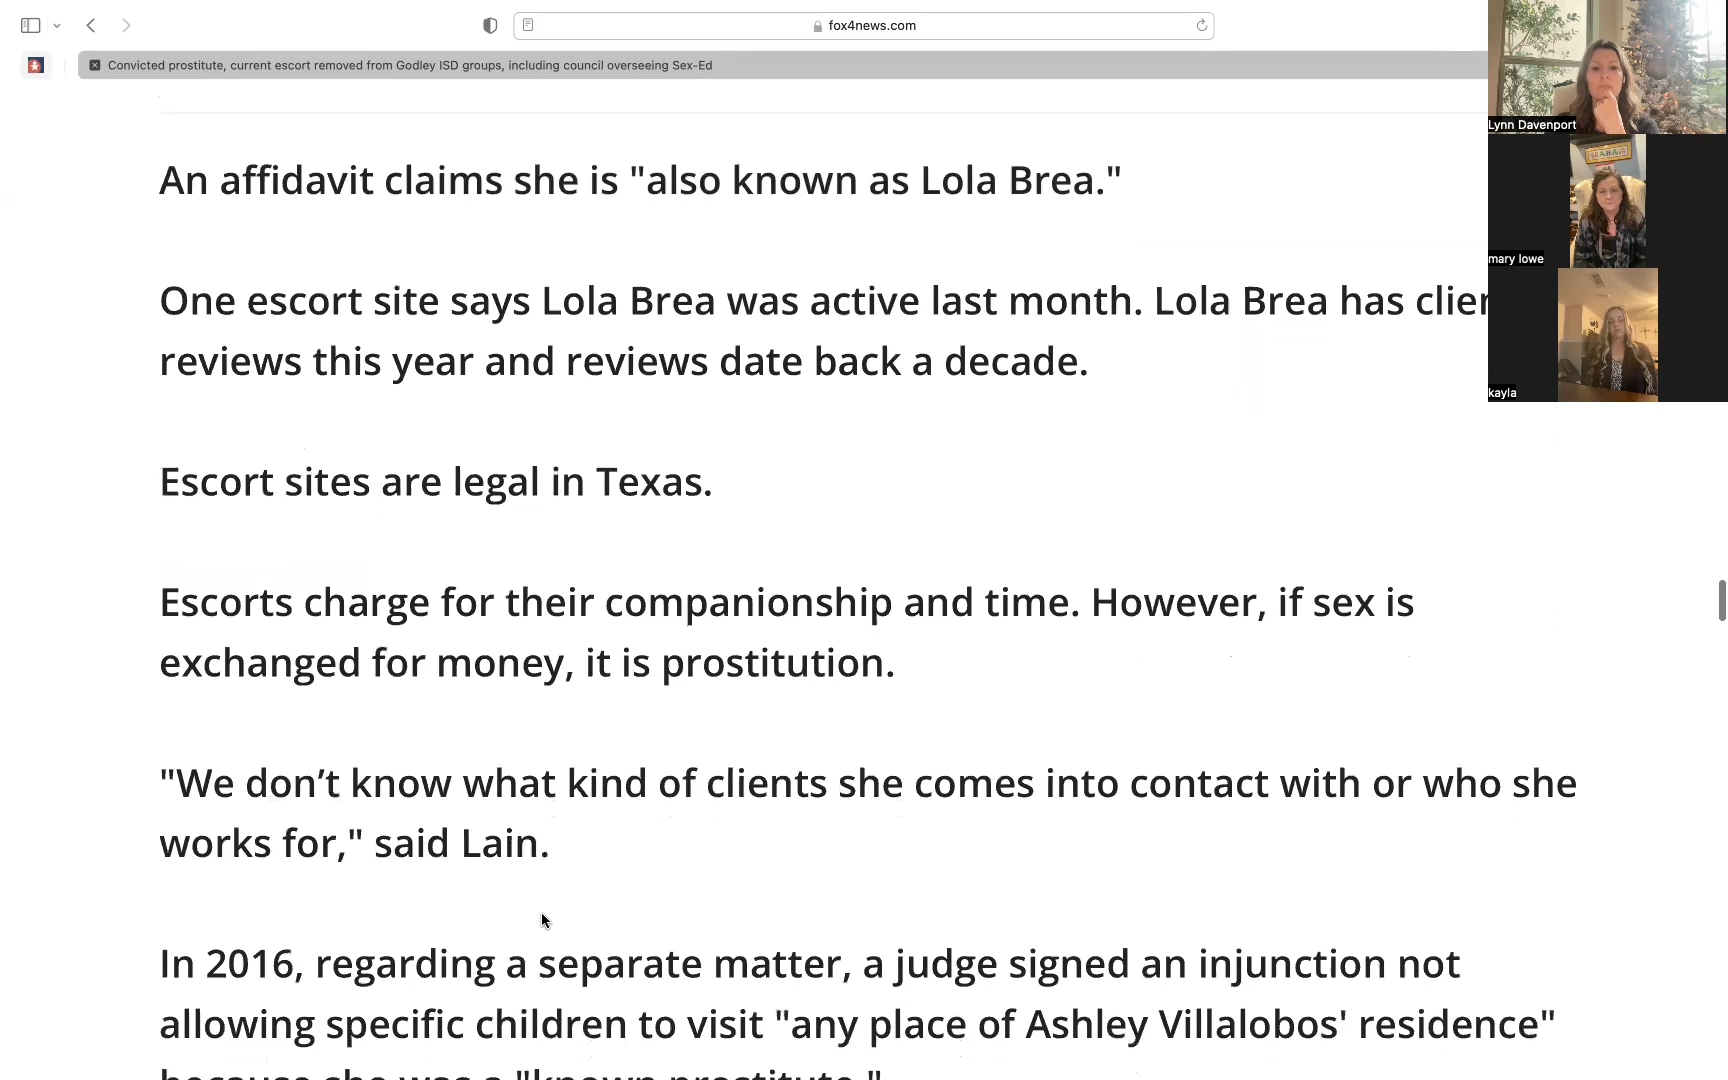 fox4news.com
Convicted prostitute, current escort removed from Godley ISD groups, including council overseeing Sex-Ed
An affidavit claims she is "also known as Lola Brea."
One escort site says Lola Brea was active last month. Lola Brea has
reviews this year and reviews date back a decade.
Escort sites are legal in Texas.
Escorts charge for their companionship and time. However, if sex is
exchanged for money, it is prostitution.
"We don’t know what kind of clients she comes into contact with or who she
works for," said Lain.
In 2016, regarding a separate matter, a judge signed an injunction not
allowing specific children to visit "any place of Ashley Villalobos' residence"
because she was a "known prostitute."
Lynn Davenport
mary lowe
kayla